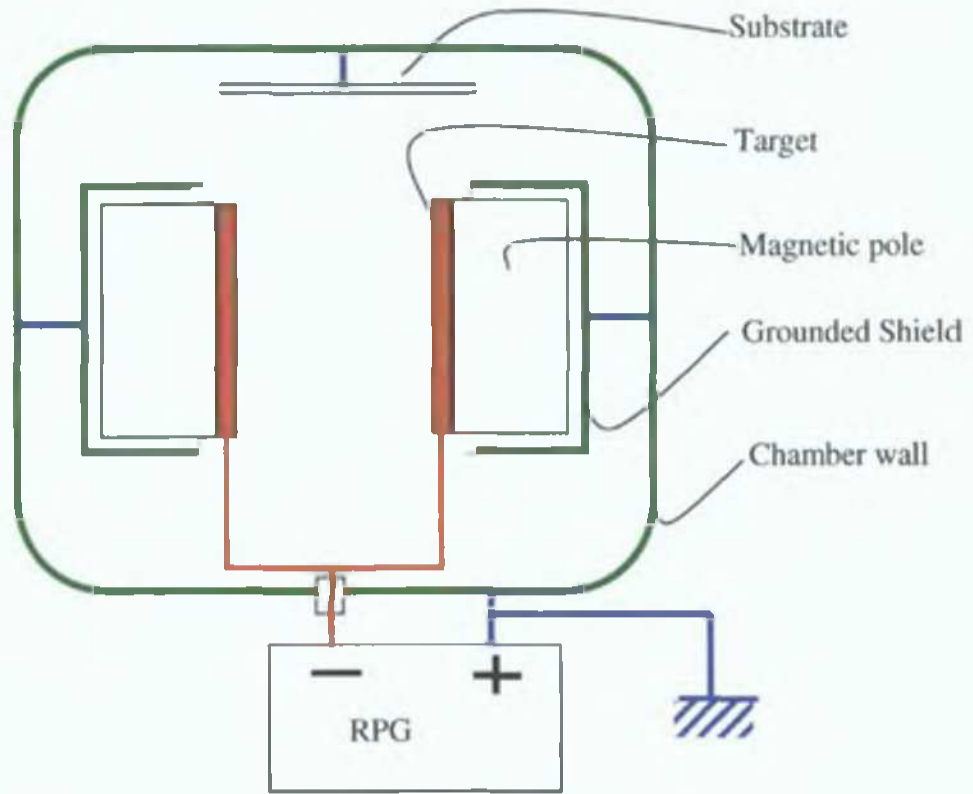 Substrate
Target
Magnetic pole
Grounded Shield
Chamber wall
− +
RPG